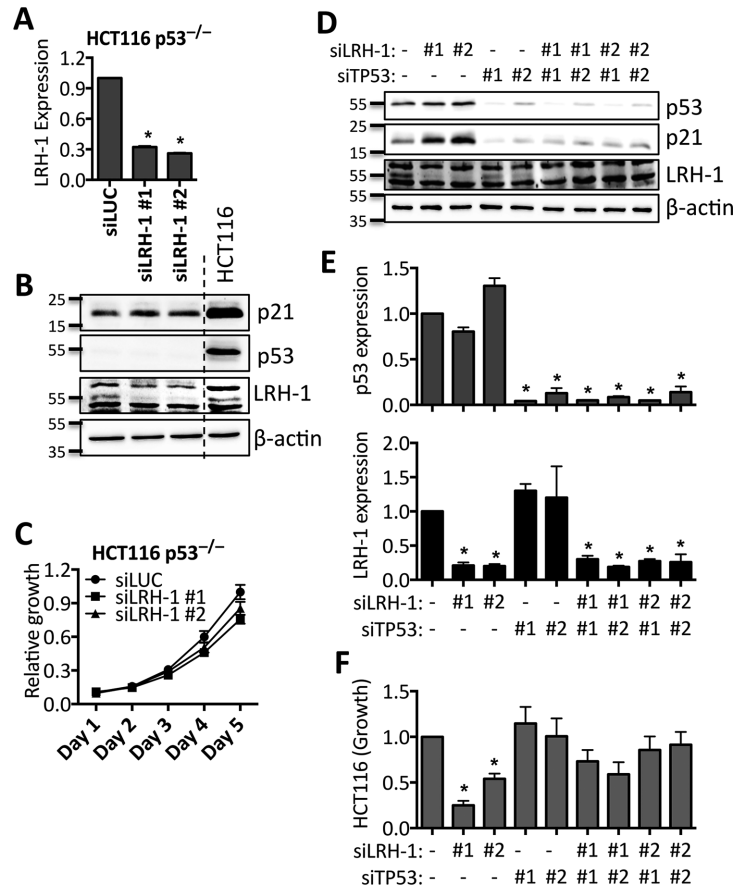 A
HCT116 p53−/−
LRH-1 Expression
1.2
0.9
0.6
0.3
0.0
*
*
siLUC
siLRH-1 #1
siLRH-1 #2
HCT116
B
25
15
p21
55
p53
55
LRH-1
55
35
β-actin
C
HCT116 p53−/−
Relative growth
1.2
0.9
0.6
0.3
0.0
siLUC
siLRH-1 #1
siLRH-1 #2
Day 1
Day 2
Day 3
Day 4
Day 5
D
siLRH-1: - #1 #2 - - #1 #1 #2 #2
siTP53: - - - #1 #2 #1 #2 #1 #2
55
p53
25
15
p21
55
LRH-1
55
35
β-actin
E
p53 expression
1.5
1.0
0.5
0.0
* * * * * *
LRH-1 expression
2.0
1.5
1.0
0.5
0.0
* * * * * *
siLRH-1: - #1 #2 - - #1 #1 #2 #2
siTP53: - - - #1 #2 #1 #2 #1 #2
F
HCT116 (Growth)
1.5
1.0
0.5
0.0
* *
siLRH-1: - #1 #2 - - #1 #1 #2 #2
siTP53: - - - #1 #2 #1 #2 #1 #2